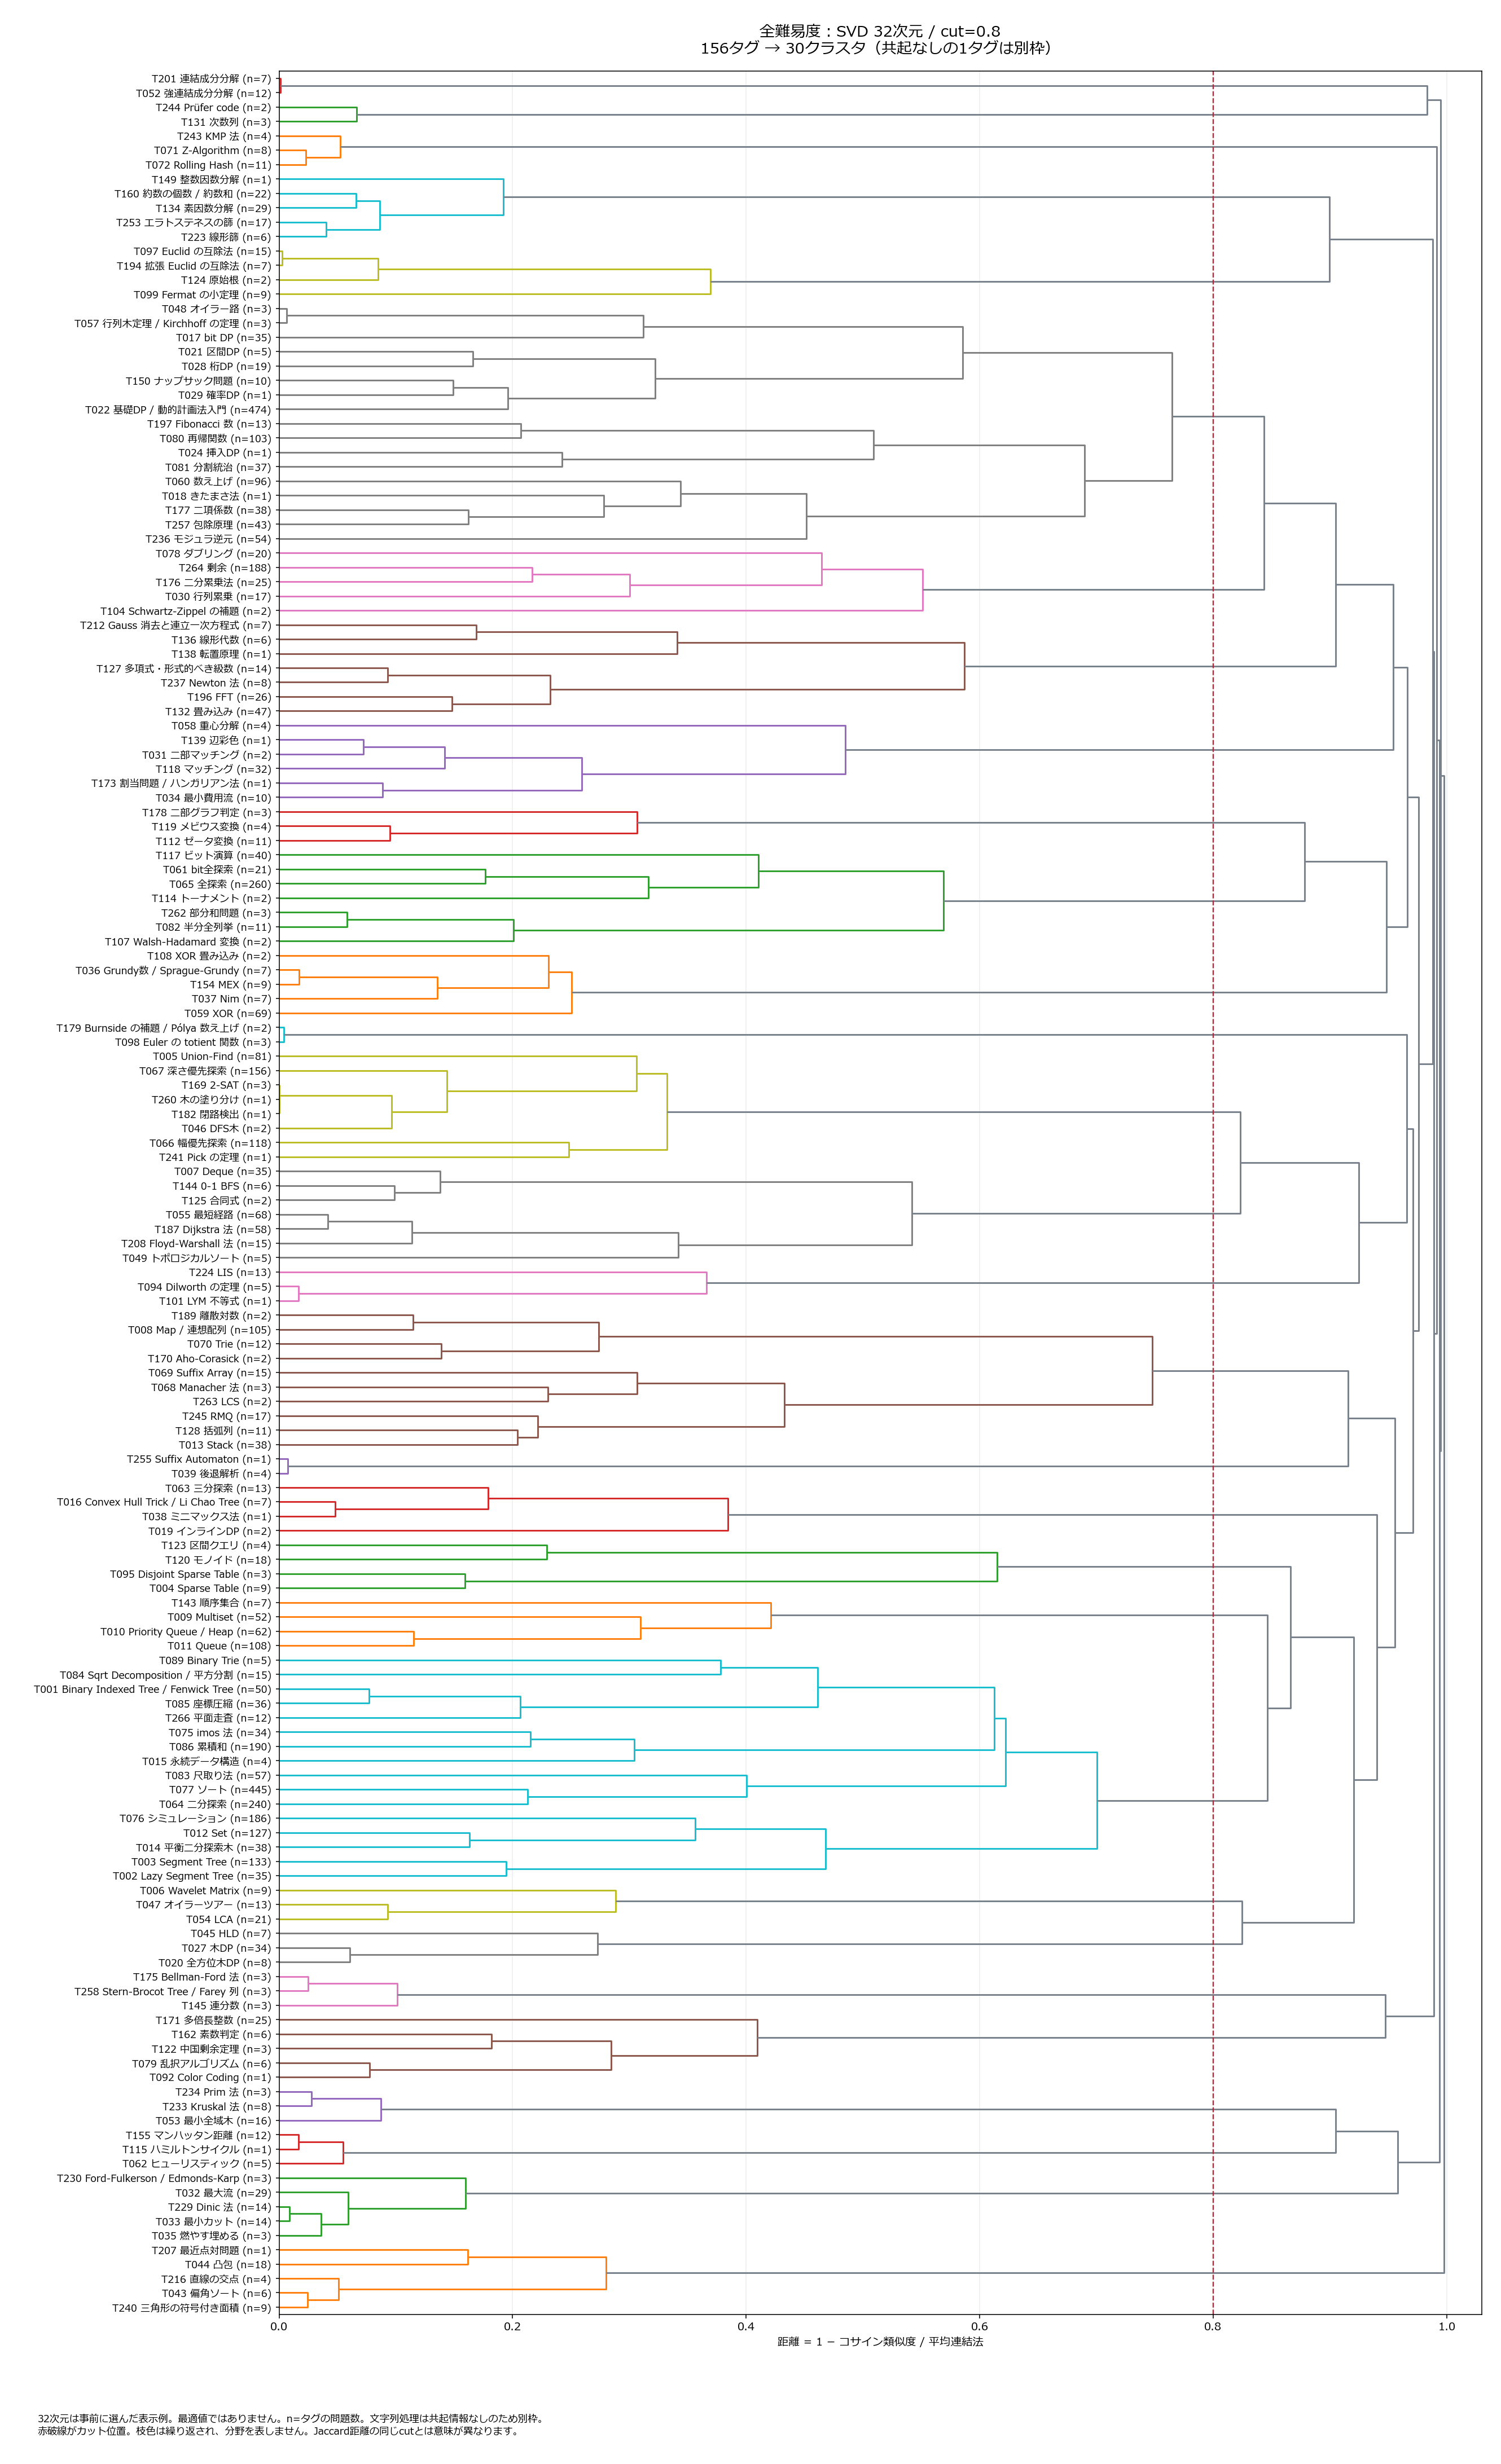 全難易度：SVD 32次元 / cut=0.8
156タグ → 30クラスタ（共起なしの1タグは別枠）
T201 連結成分分解 (n=7)
T052 強連結成分分解 (n=12)
T244 Prüfer code (n=2)
T131 次数列 (n=3)
T243 KMP 法 (n=4)
T071 Z-Algorithm (n=8)
T072 Rolling Hash (n=11)
T149 整数因数分解 (n=1)
T160 約数の個数 / 約数和 (n=22)
T134 素因数分解 (n=29)
T253 エラトステネスの篩 (n=17)
T223 線形篩 (n=6)
T097 Euclid の互除法 (n=15)
T194 拡張 Euclid の互除法 (n=7)
T124 原始根 (n=2)
T099 Fermat の小定理 (n=9)
T048 オイラー路 (n=3)
T057 行列木定理 / Kirchhoff の定理 (n=3)
T017 bit DP (n=35)
T021 区間DP (n=5)
T028 桁DP (n=19)
T150 ナップサック問題 (n=10)
T029 確率DP (n=1)
T022 基礎DP / 動的計画法入門 (n=474)
T197 Fibonacci 数 (n=13)
T080 再帰関数 (n=103)
T024 挿入DP (n=1)
T081 分割統治 (n=37)
T060 数え上げ (n=96)
T018 きたまさ法 (n=1)
T177 二項係数 (n=38)
T257 包除原理 (n=43)
T236 モジュラ逆元 (n=54)
T078 ダブリング (n=20)
T264 剰余 (n=188)
T176 二分累乗法 (n=25)
T030 行列累乗 (n=17)
T104 Schwartz-Zippel の補題 (n=2)
T212 Gauss 消去と連立一次方程式 (n=7)
T136 線形代数 (n=6)
T138 転置原理 (n=1)
T127 多項式・形式的べき級数 (n=14)
T237 Newton 法 (n=8)
T196 FFT (n=26)
T132 畳み込み (n=47)
T058 重心分解 (n=4)
T139 辺彩色 (n=1)
T031 二部マッチング (n=2)
T118 マッチング (n=32)
T173 割当問題 / ハンガリアン法 (n=1)
T034 最小費用流 (n=10)
T178 二部グラフ判定 (n=3)
T119 メビウス変換 (n=4)
T112 ゼータ変換 (n=11)
T117 ビット演算 (n=40)
T061 bit全探索 (n=21)
T065 全探索 (n=260)
T114 トーナメント (n=2)
T262 部分和問題 (n=3)
T082 半分全列挙 (n=11)
T107 Walsh-Hadamard 変換 (n=2)
T108 XOR 畳み込み (n=2)
T036 Grundy数 / Sprague-Grundy (n=7)
T154 MEX (n=9)
T037 Nim (n=7)
T059 XOR (n=69)
T179 Burnside の補題 / Pólya 数え上げ (n=2)
T098 Euler の totient 関数 (n=3)
T005 Union-Find (n=81)
T067 深さ優先探索 (n=156)
T169 2-SAT (n=3)
T260 木の塗り分け (n=1)
T182 閉路検出 (n=1)
T046 DFS木 (n=2)
T066 幅優先探索 (n=118)
T241 Pick の定理 (n=1)
T007 Deque (n=35)
T144 0-1 BFS (n=6)
T125 合同式 (n=2)
T055 最短経路 (n=68)
T187 Dijkstra 法 (n=58)
T208 Floyd-Warshall 法 (n=15)
T049 トポロジカルソート (n=5)
T224 LIS (n=13)
T094 Dilworth の定理 (n=5)
T101 LYM 不等式 (n=1)
T189 離散対数 (n=2)
T008 Map / 連想配列 (n=105)
T070 Trie (n=12)
T170 Aho-Corasick (n=2)
T069 Suffix Array (n=15)
T068 Manacher 法 (n=3)
T263 LCS (n=2)
T245 RMQ (n=17)
T128 括弧列 (n=11)
T013 Stack (n=38)
T255 Suffix Automaton (n=1)
T039 後退解析 (n=4)
T063 三分探索 (n=13)
T016 Convex Hull Trick / Li Chao Tree (n=7)
T038 ミニマックス法 (n=1)
T019 インラインDP (n=2)
T123 区間クエリ (n=4)
T120 モノイド (n=18)
T095 Disjoint Sparse Table (n=3)
T004 Sparse Table (n=9)
T143 順序集合 (n=7)
T009 Multiset (n=52)
T010 Priority Queue / Heap (n=62)
T011 Queue (n=108)
T089 Binary Trie (n=5)
T084 Sqrt Decomposition / 平方分割 (n=15)
T001 Binary Indexed Tree / Fenwick Tree (n=50)
T085 座標圧縮 (n=36)
T266 平面走査 (n=12)
T075 imos 法 (n=34)
T086 累積和 (n=190)
T015 永続データ構造 (n=4)
T083 尺取り法 (n=57)
T077 ソート (n=445)
T064 二分探索 (n=240)
T076 シミュレーション (n=186)
T012 Set (n=127)
T014 平衡二分探索木 (n=38)
T003 Segment Tree (n=133)
T002 Lazy Segment Tree (n=35)
T006 Wavelet Matrix (n=9)
T047 オイラーツアー (n=13)
T054 LCA (n=21)
T045 HLD (n=7)
T027 木DP (n=34)
T020 全方位木DP (n=8)
T175 Bellman-Ford 法 (n=3)
T258 Stern-Brocot Tree / Farey 列 (n=3)
T145 連分数 (n=3)
T171 多倍長整数 (n=25)
T162 素数判定 (n=6)
T122 中国剰余定理 (n=3)
T079 乱択アルゴリズム (n=6)
T092 Color Coding (n=1)
T234 Prim 法 (n=3)
T233 Kruskal 法 (n=8)
T053 最小全域木 (n=16)
T155 マンハッタン距離 (n=12)
T115 ハミルトンサイクル (n=1)
T062 ヒューリスティック (n=5)
T230 Ford-Fulkerson / Edmonds-Karp (n=3)
T032 最大流 (n=29)
T229 Dinic 法 (n=14)
T033 最小カット (n=14)
T035 燃やす埋める (n=3)
T207 最近点対問題 (n=1)
T044 凸包 (n=18)
T216 直線の交点 (n=4)
T043 偏角ソート (n=6)
T240 三角形の符号付き面積 (n=9)
0.0 0.2 0.4 0.6 0.8 1.0
距離 = 1 − コサイン類似度 / 平均連結法
32次元は事前に選んだ表示例。最適値ではありません。n=タグの問題数。文字列処理は共起情報なしのため別枠。
赤破線がカット位置。枝色は繰り返され、分野を表しません。Jaccard距離の同じcutとは意味が異なります。